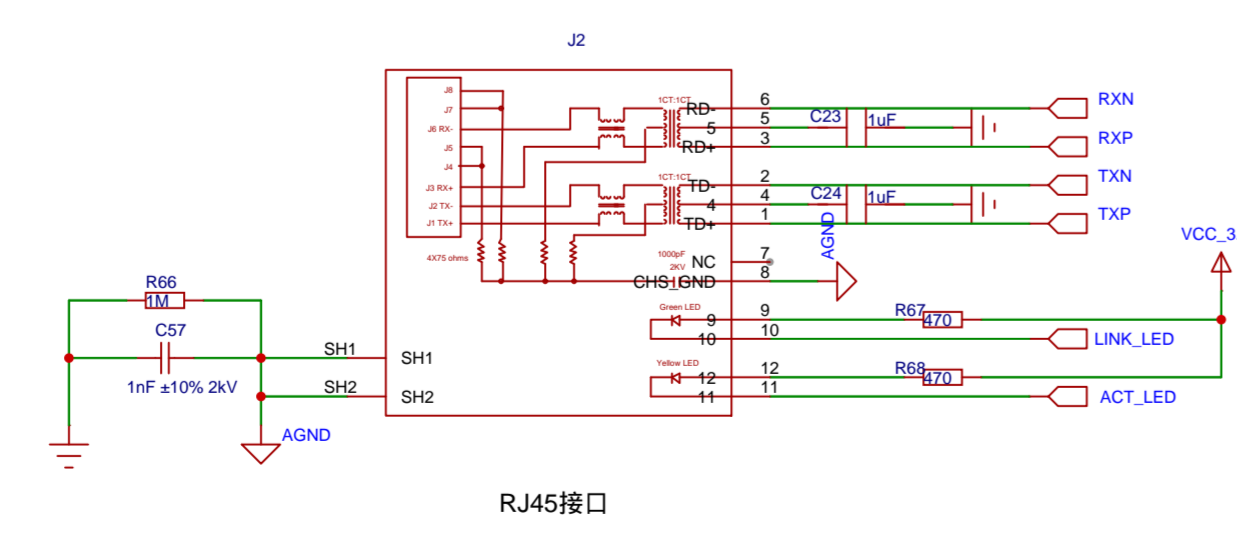 J2
J8
J7
J6 RX-
J5
J4
J3 RX+
J2 TX-
J1 TX+
4X75 ohms
1CT:1CT
RD-
5
RD+
1CT:1CT
TD-
4
TD+
1000pF
2KV
NC
CHS_GND
Green LED
9
10
Yellow LED
12
11
6
5
3
2
4
1
7
8
9
10
12
11
C23
1uF
C24
1uF
AGND
RXN
RXP
TXN
TXP
VCC_3.
R67
470
LINK_LED
R68
470
ACT_LED
R66
1M
C57
1nF ±10% 2kV
SH1
SH1
SH2
SH2
AGND
RJ45接口